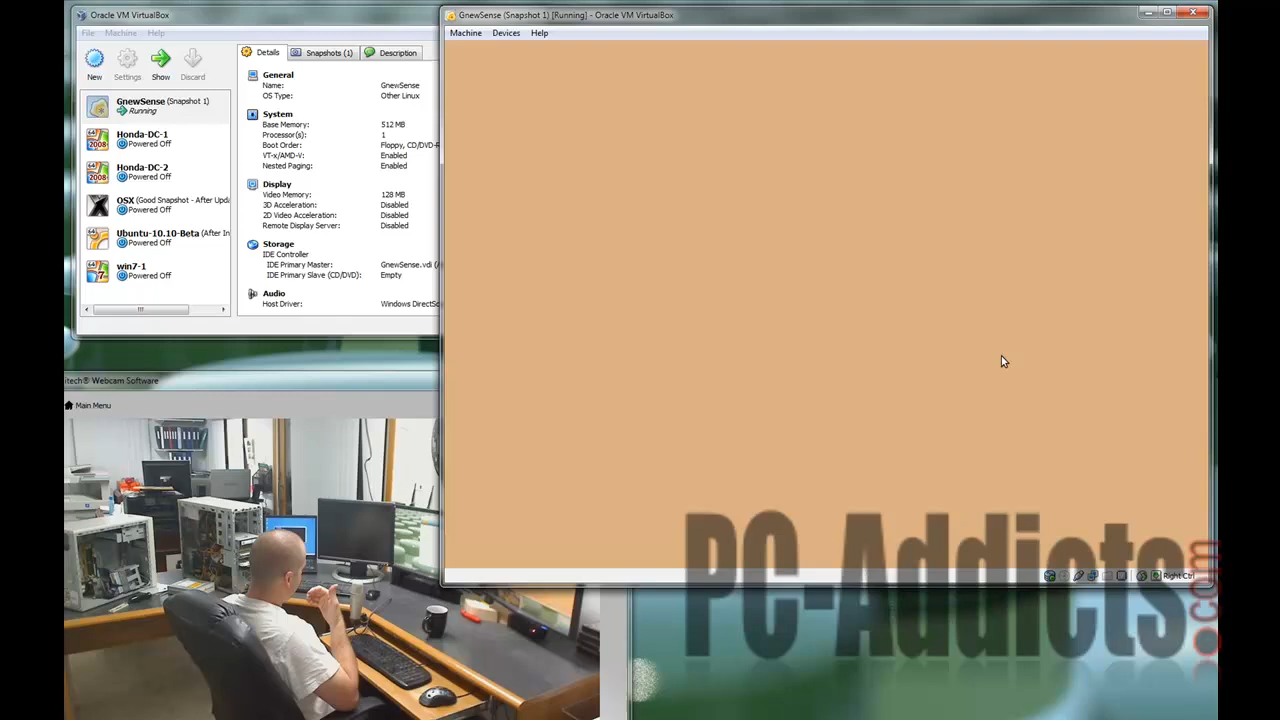 Oracle VM VirtualBox
File Machine Help
New Settings Show Discard
GnewSense (Snapshot 1)
Running
Honda-DC-1
Powered Off
Honda-DC-2
Powered Off
OSX (Good Snapshot - After Upda
Powered Off
Ubuntu-10.10-Beta (After In
Powered Off
win7-1
Powered Off
Details Snapshots (1) Description
General
Name: GnewSense
OS Type: Other Linux
System
Base Memory: 512 MB
Processor(s): 1
Boot Order: Floppy, CD/DVD-R
VT-x/AMD-V: Enabled
Nested Paging: Enabled
Display
Video Memory: 128 MB
3D Acceleration: Disabled
2D Video Acceleration: Disabled
Remote Display Server: Disabled
Storage
IDE Controller
IDE Primary Master: GnewSense.vdi
IDE Primary Slave (CD/DVD): Empty
Audio
Host Driver: Windows DirectSo
GnewSense (Snapshot 1) [Running] - Oracle VM VirtualBox
Machine Devices Help
Right Ctrl
itech® Webcam Software
Main Menu
PC-Addicts.com